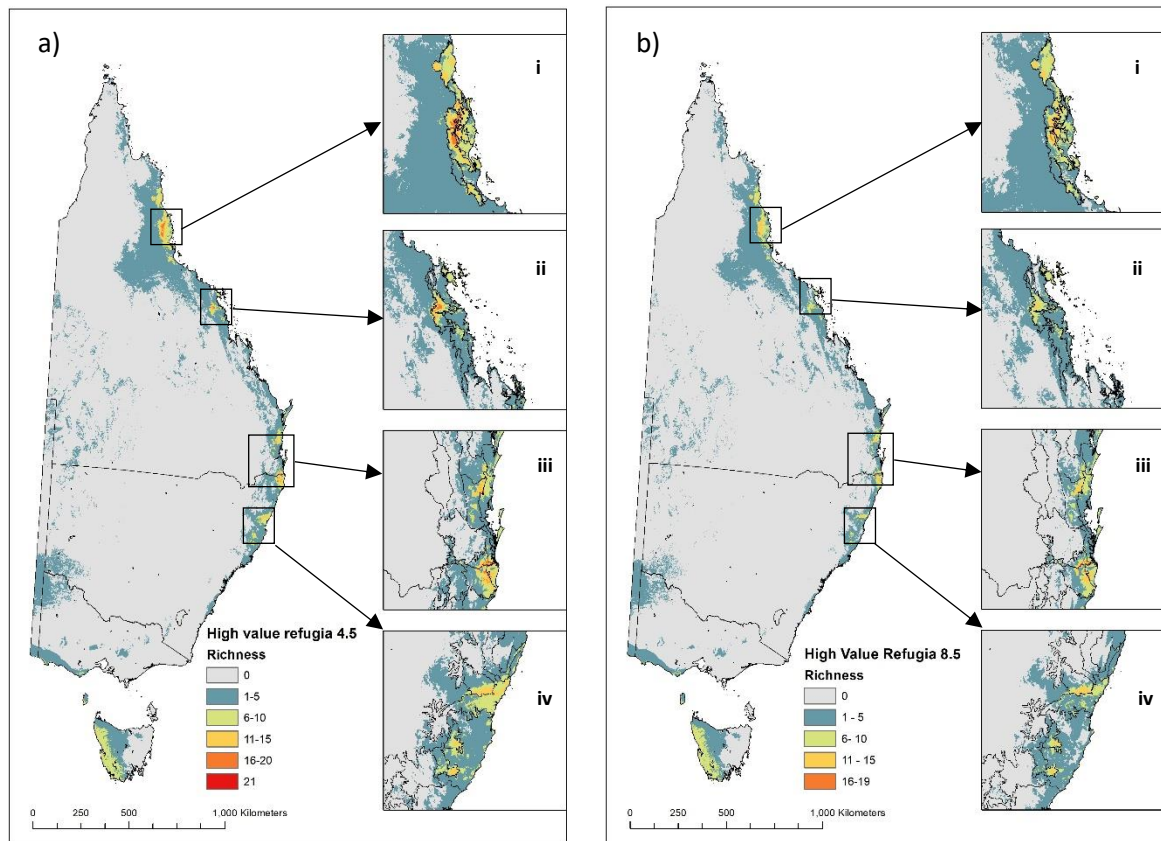 a)
i
ii
iii
iv
High value refugia 4.5
Richness
0
1-5
6-10
11-15
16-20
21
0 250 500 1,000 Kilometers
b)
i
ii
iii
iv
High Value Refugia 8.5
Richness
0
1 - 5
6- 10
11 - 15
16-19
0 250 500 1,000 Kilometers